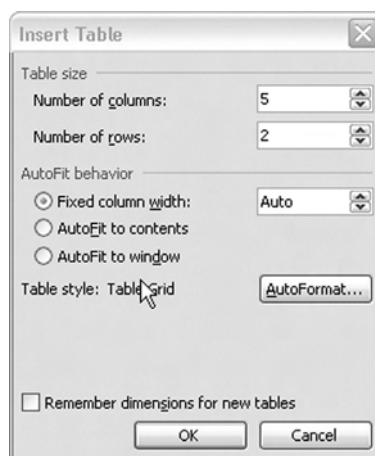 Insert Table
Table size
Number of columns: 5
Number of rows: 2
AutoFit behavior
Fixed column width: Auto
AutoFit to contents
AutoFit to window
Table style: Table Grid AutoFormat...
Remember dimensions for new tables
OK Cancel